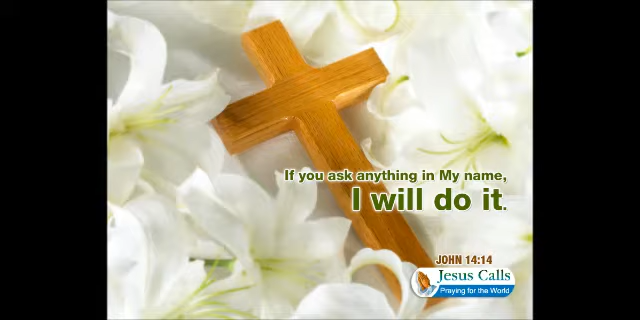 If you ask anything in My name,
I will do it.
JOHN 14:14
Jesus Calls
Praying for the World